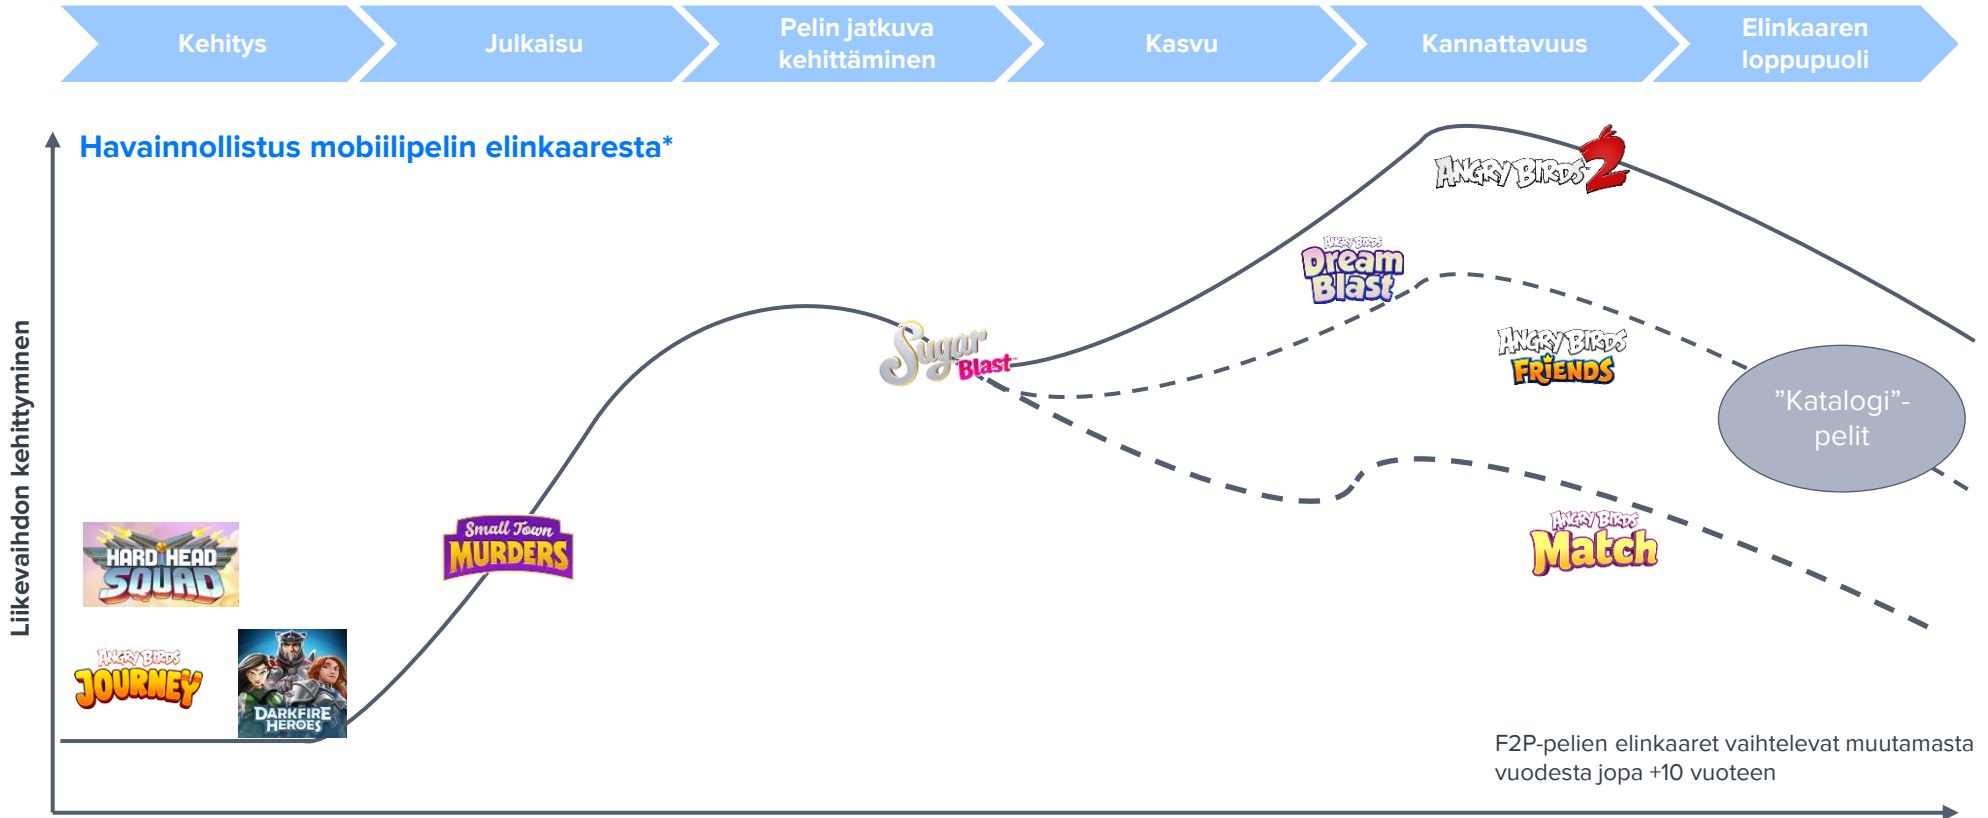 Kehitys
Julkaisu
Pelin jatkuva
kehittäminen
Kasvu
Kannattavuus
Elinkaaren
loppupuoli
Havainnollistus mobiilipelin elinkaaresta*
Liikevaihdon kehittyminen
ANGRY BIRDS 2
ANGRY BIRDS
Dream
Blast
Sugar
Blast™
ANGRY BIRDS
FRIENDS
"Katalogi"-
pelit
HARD HEAD
SQUAD
Small Town
MURDERS
ANGRY BIRDS
Match
ANGRY BIRDS
JOURNEY
DARKFIRE
HEROES
F2P-pelien elinkaaret vaihtelevat muutamasta
vuodesta jopa +10 vuoteen